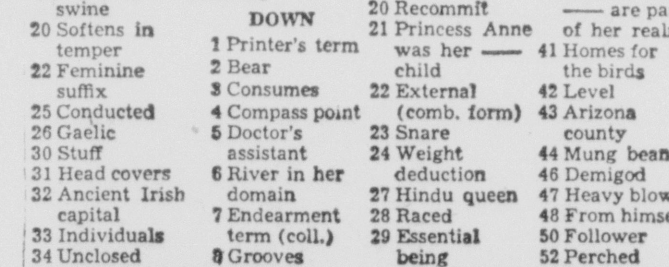 swine
20 Softens in
temper
22 Feminine
suffix
25 Conducted
26 Gaelic
30 Stuff
31 Head covers
32 Ancient Irish
capital
33 Individuals
34 Unclosed
DOWN
1 Printer's term
2 Bear
3 Consumes
4 Compass point
5 Doctor's
assistant
6 River in her
domain
7 Endearment
term (coll.)
8 Grooves
20 Recommit
21 Princess Anne
was her —
child
22 External
(comb. form)
23 Snare
24 Weight
deduction
27 Hindu queen
28 Raced
29 Essential
being
— are pa
of her real
41 Homes for
the birds
42 Level
43 Arizona
county
44 Mung bean
46 Demigod
47 Heavy blow
48 From himse
50 Follower
52 Perched